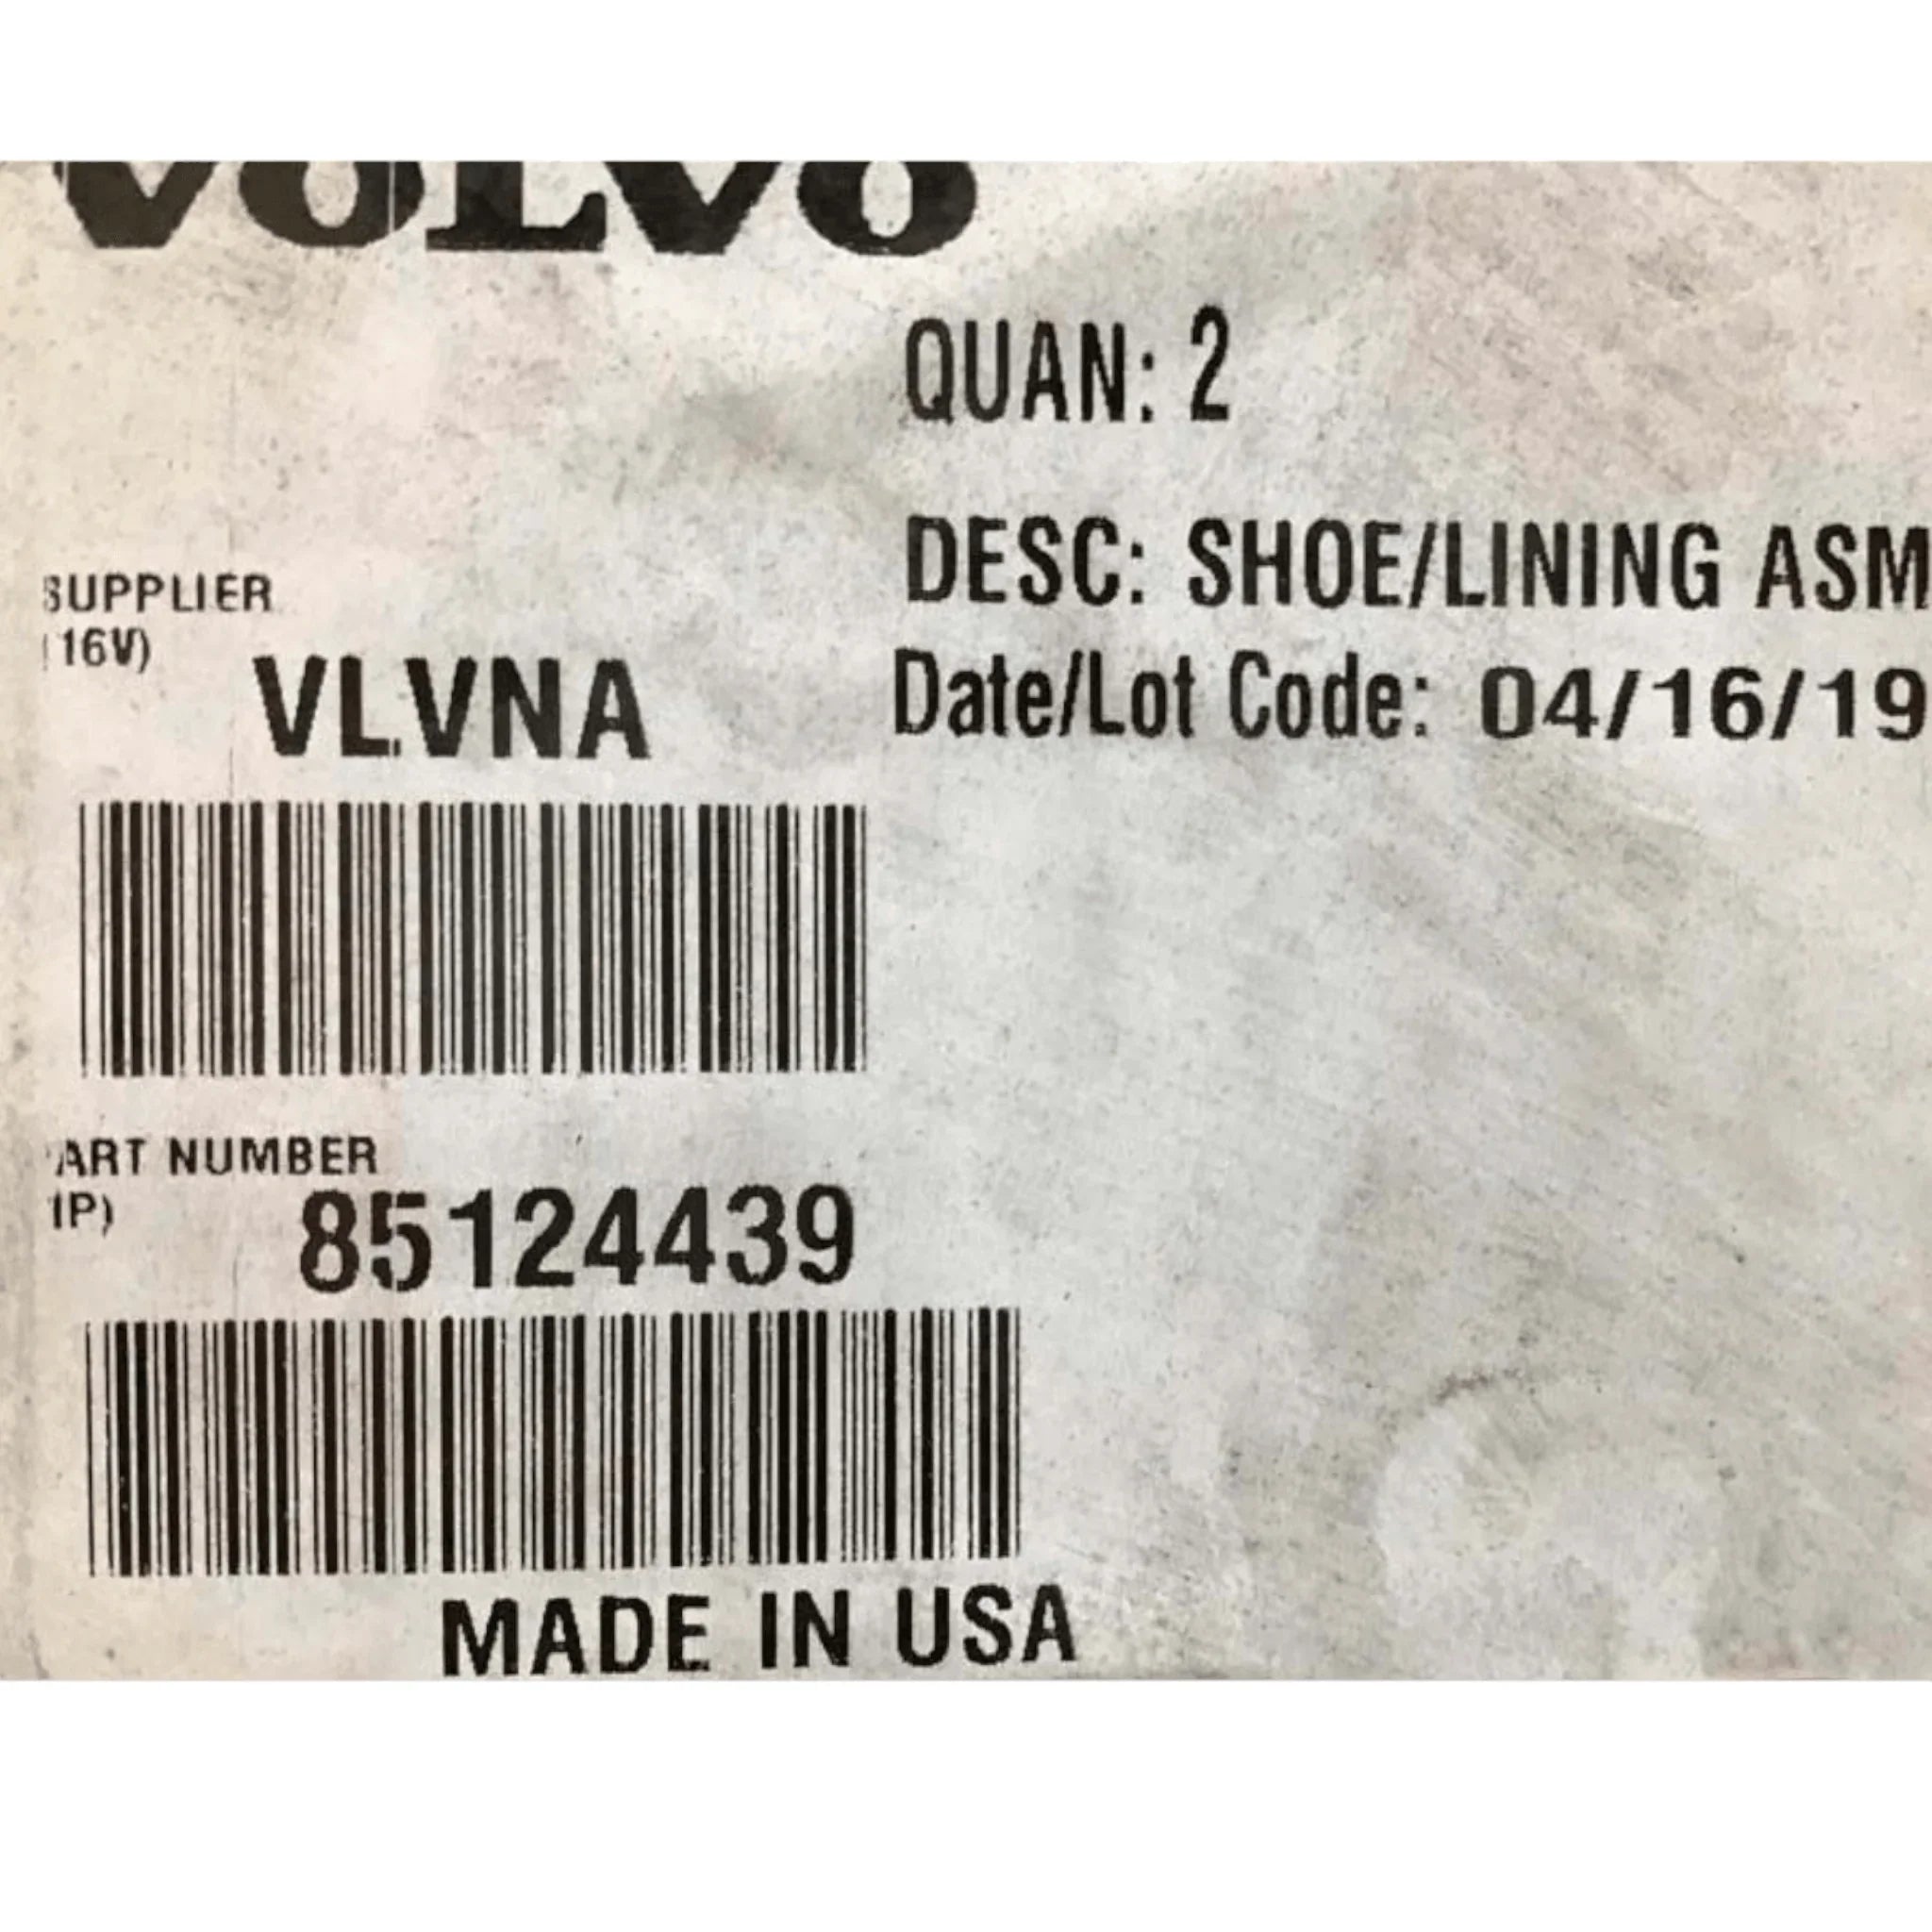 VOLVO
QUAN: 2
DESC: SHOE/LINING ASM
Date/Lot Code: 04/16/19
SUPPLIER
(16V)
VLVNA
ART NUMBER
1P)
85124439
MADE IN USA